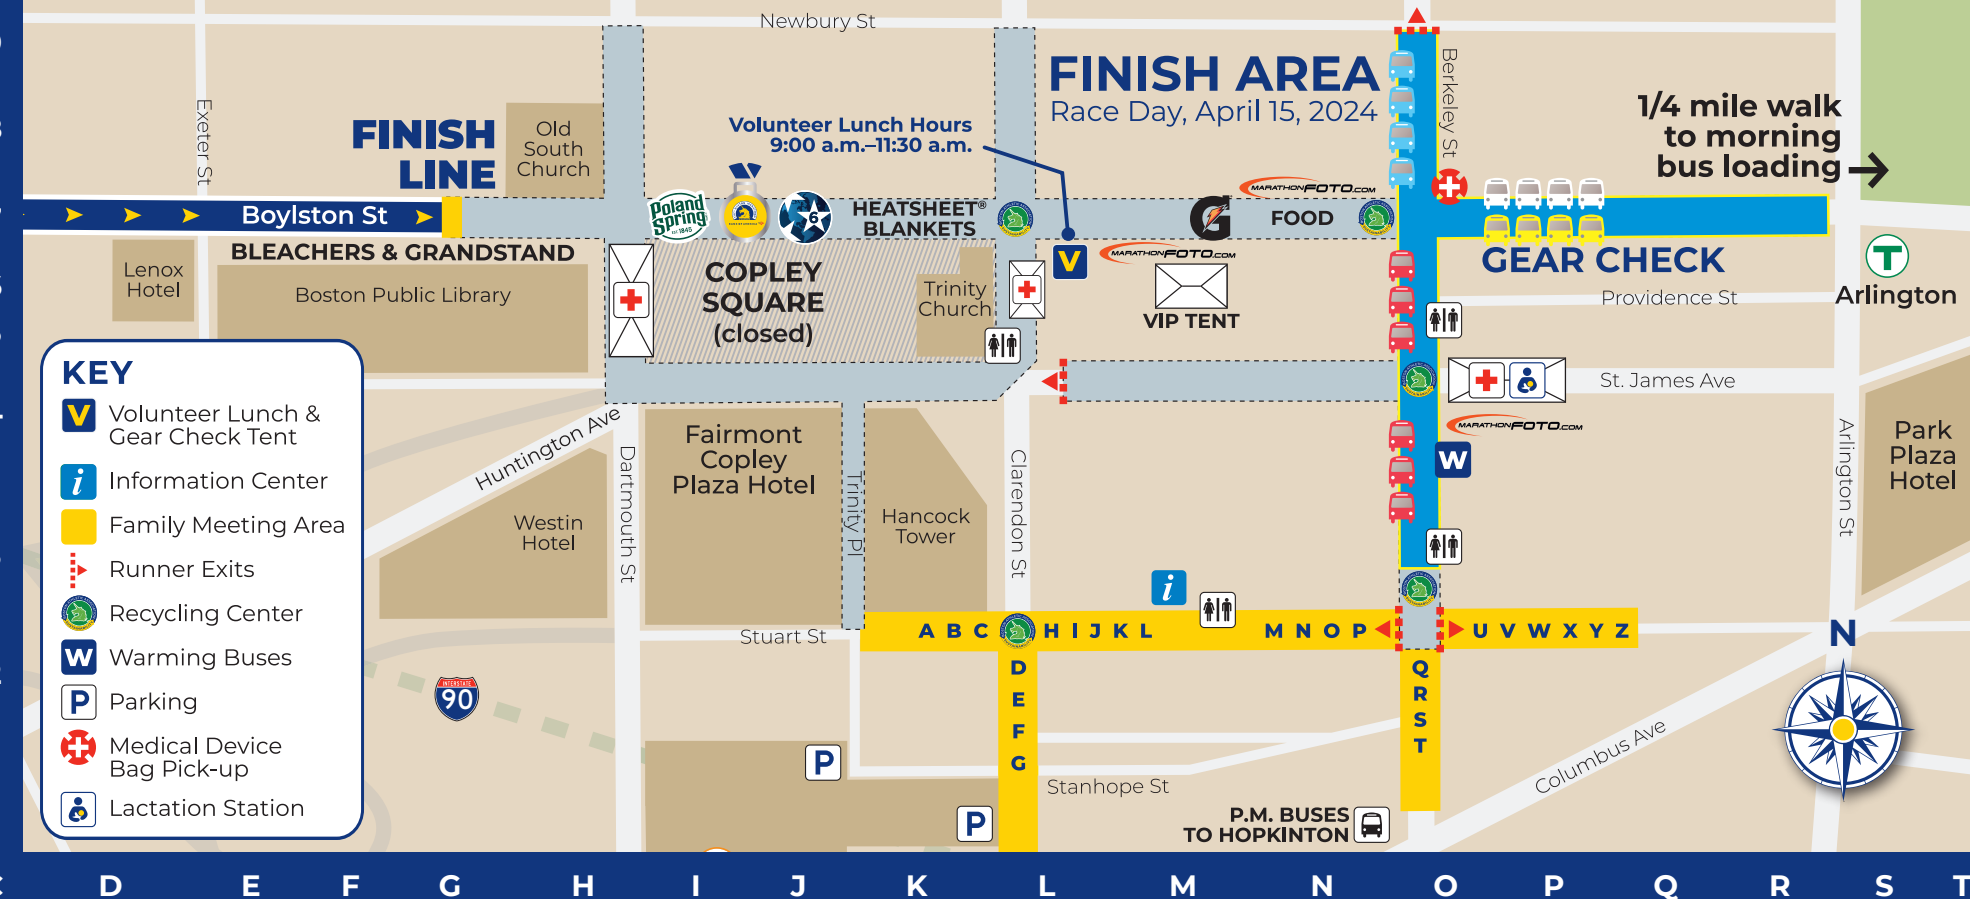 Newbury St
FINISH AREA
Race Day, April 15, 2024
Berkeley St
1/4 mile walk
to morning
bus loading
Exeter St
FINISH
LINE
Old
South
Church
Volunteer Lunch Hours
9:00 a.m.–11:30 a.m.
MARATHONFOTO.COM
Boylston St
Poland
Spring
EST 1845
6
HEATSHEET®
BLANKETS
G
FOOD
BLEACHERS & GRANDSTAND
Lenox
Hotel
Boston Public Library
COPLEY
SQUARE
(closed)
Trinity
Church
V
MARATHONFOTO.COM
VIP TENT
GEAR CHECK
Providence St
T
Arlington
St. James Ave
MARATHONFOTO.COM
W
KEY
V Volunteer Lunch &
Gear Check Tent
i Information Center
Family Meeting Area
Runner Exits
Recycling Center
W Warming Buses
P Parking
Medical Device
Bag Pick-up
Lactation Station
Huntington Ave
Dartmouth St
Fairmont
Copley
Plaza Hotel
Trinity Pl
Westin
Hotel
Hancock
Tower
Clarendon St
Arlington St
Park
Plaza
Hotel
i
Stuart St
A B C H I J K L M N O P U V W X Y Z
D
E
F
G
Q
R
S
T
N
INTERSTATE
90
P
P
Stanhope St
Columbus Ave
P.M. BUSES
TO HOPKINTON
D E F G H I J K L M N O P Q R S T